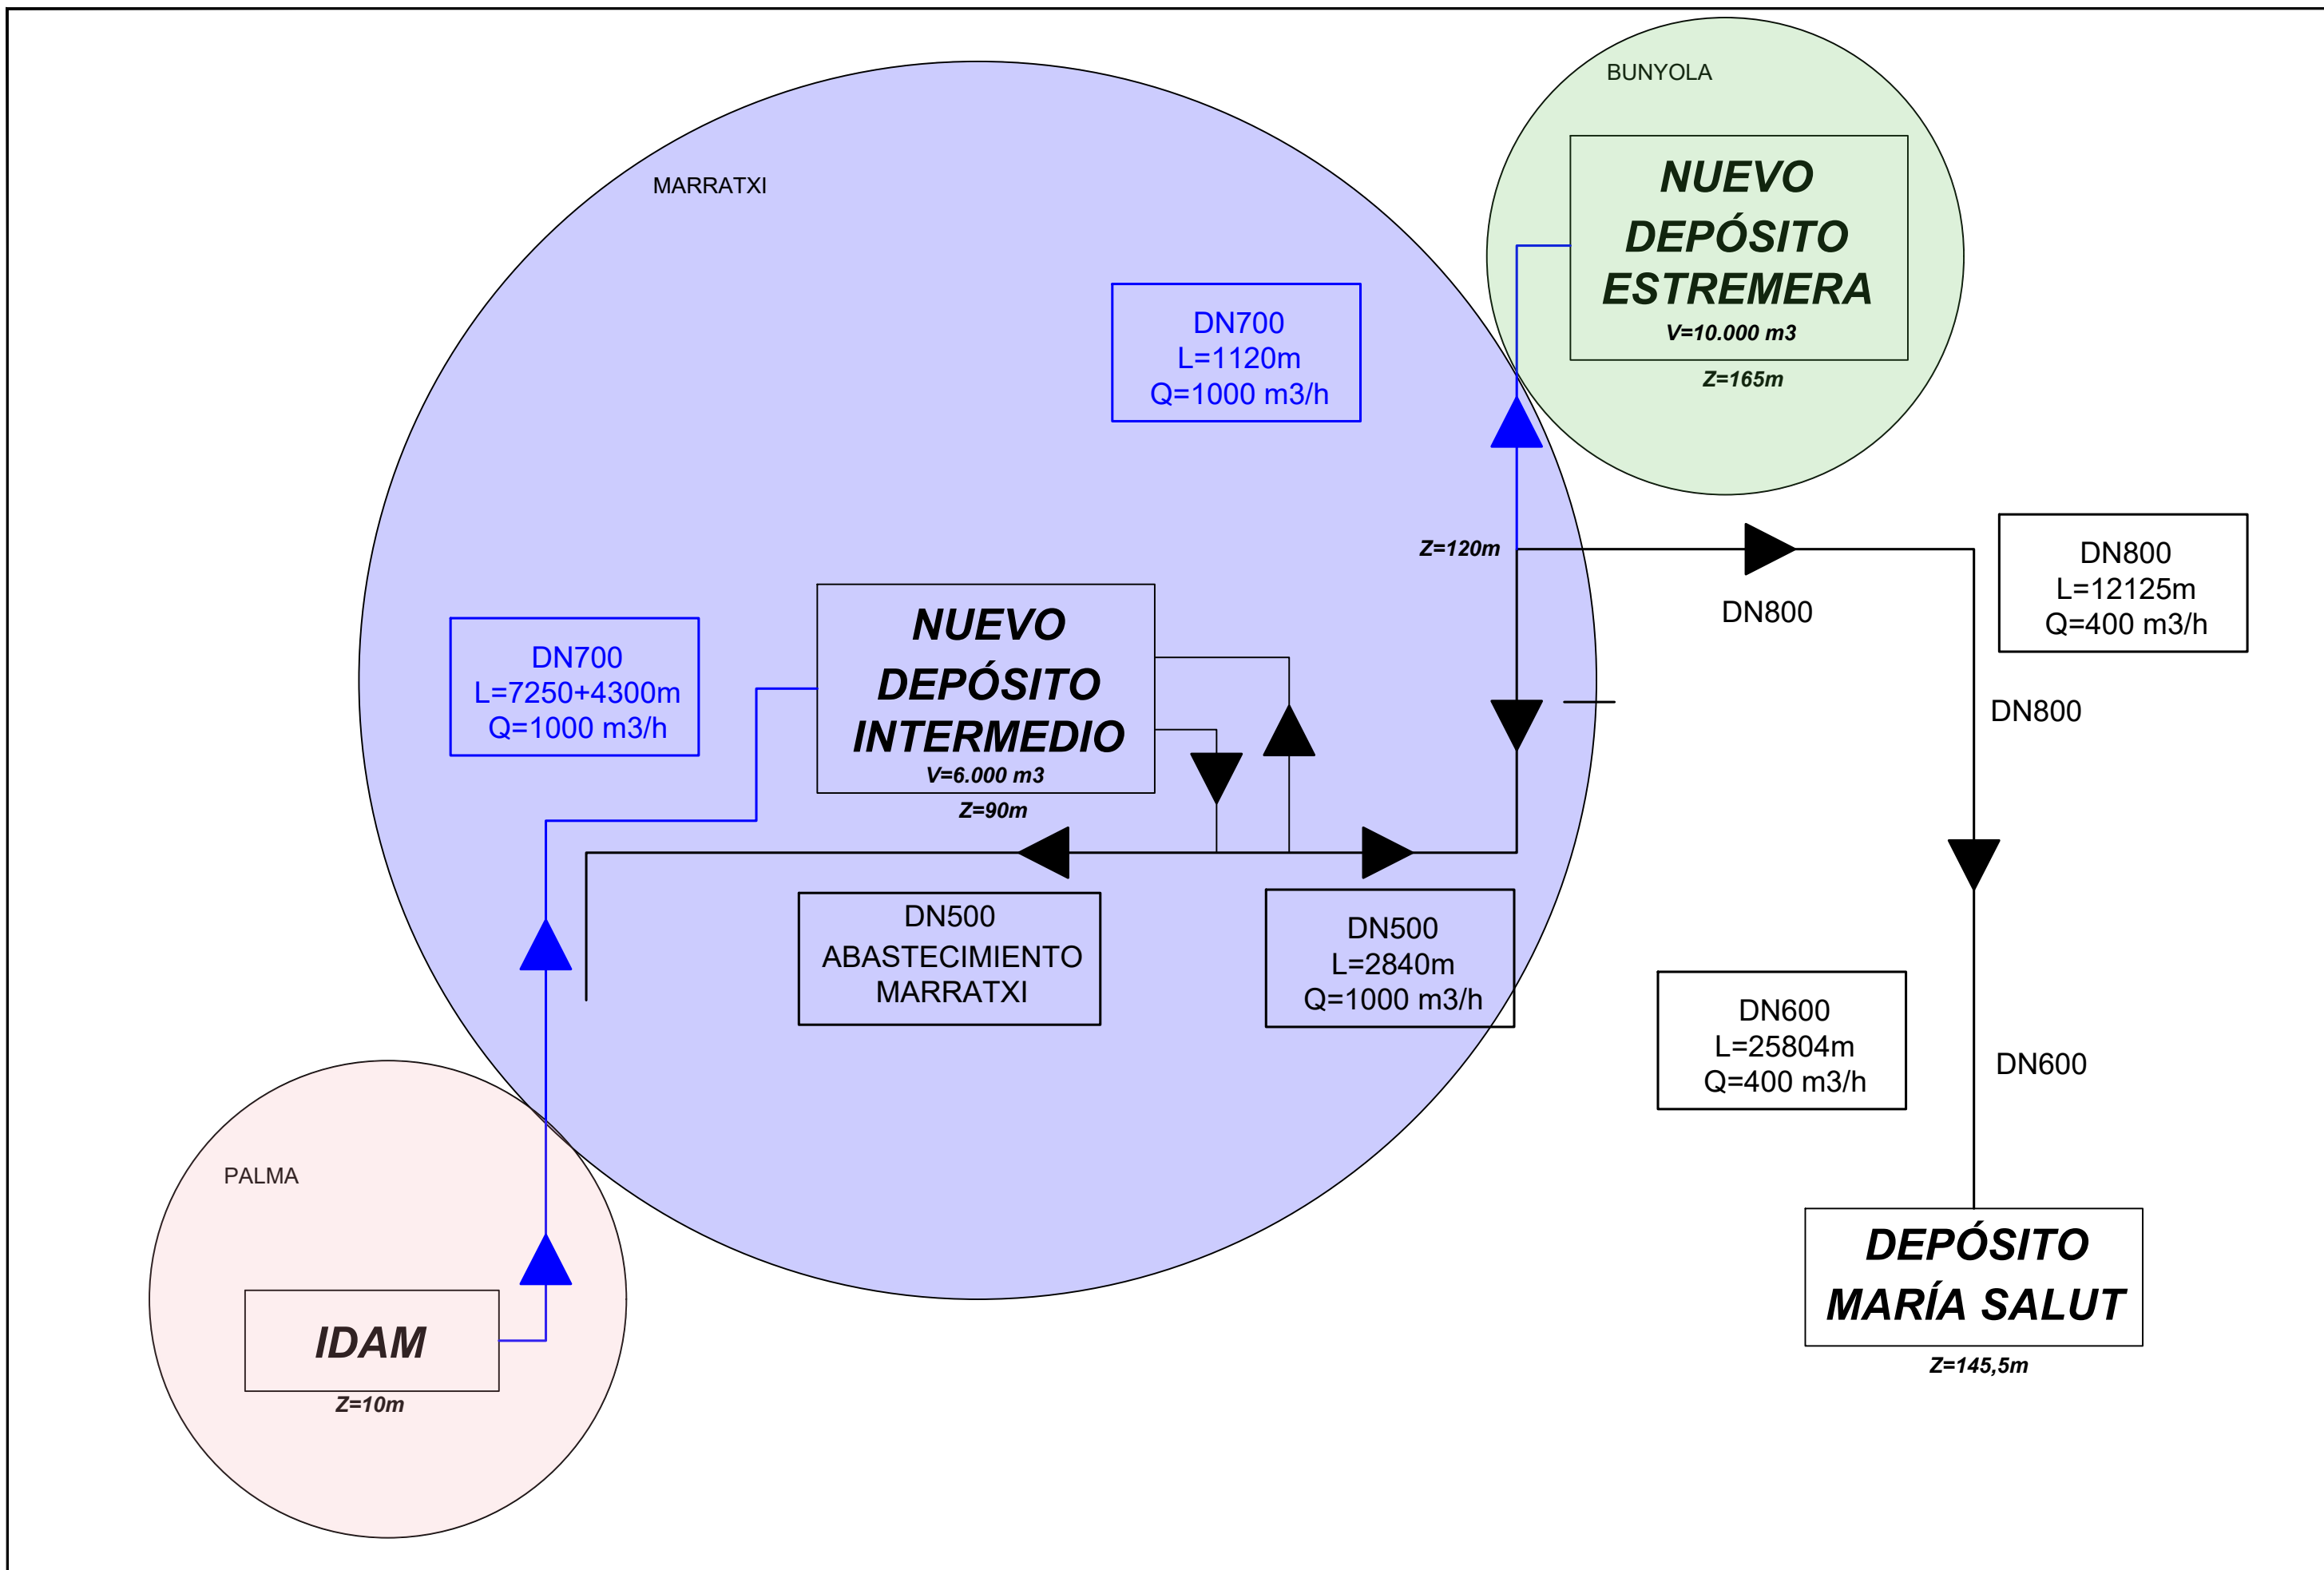 BUNYOLA
NUEVO
DEPÓSITO
ESTREMERA
V=10.000 m3
Z=165m
MARRATXI
DN700
L=1120m
Q=1000 m3/h
Z=120m
DN800
DN800
L=12125m
Q=400 m3/h
DN700
L=7250+4300m
Q=1000 m3/h
NUEVO
DEPÓSITO
INTERMEDIO
V=6.000 m3
Z=90m
DN800
DN500
ABASTECIMIENTO
MARRATXI
DN500
L=2840m
Q=1000 m3/h
DN600
L=25804m
Q=400 m3/h
DN600
PALMA
IDAM
Z=10m
DEPÓSITO
MARÍA SALUT
Z=145,5m